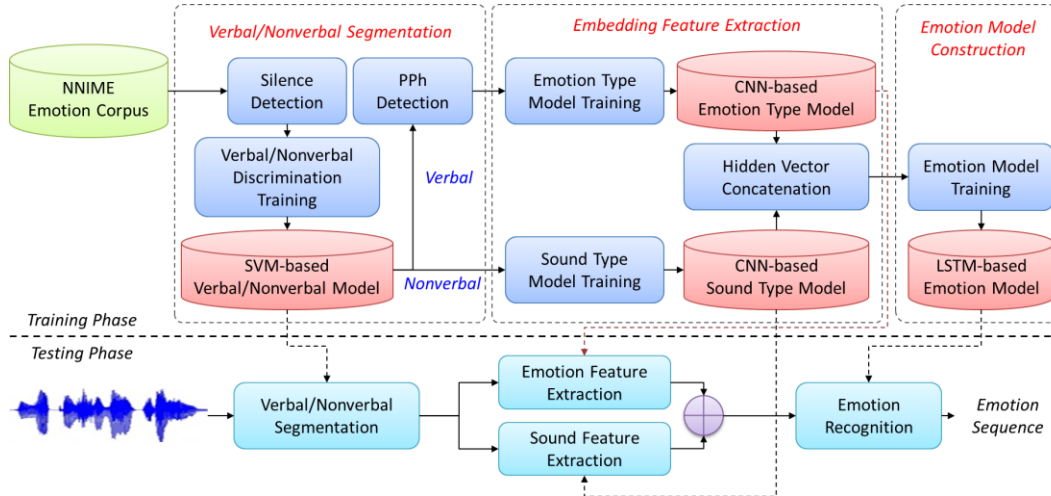 Verbal/Nonverbal Segmentation
Embedding Feature Extraction
Emotion Model
Construction
NNIME
Emotion Corpus
Silence
Detection
PPh
Detection
Emotion Type
Model Training
CNN-based
Emotion Type Model
Verbal/Nonverbal
Discrimination
Training
Verbal
Hidden Vector
Concatenation
Emotion Model
Training
SVM-based
Verbal/Nonverbal Model
Nonverbal
Sound Type
Model Training
CNN-based
Sound Type Model
LSTM-based
Emotion Model
Training Phase
Testing Phase
Verbal/Nonverbal
Segmentation
Emotion Feature
Extraction
Sound Feature
Extraction
Emotion
Recognition
Emotion
Sequence